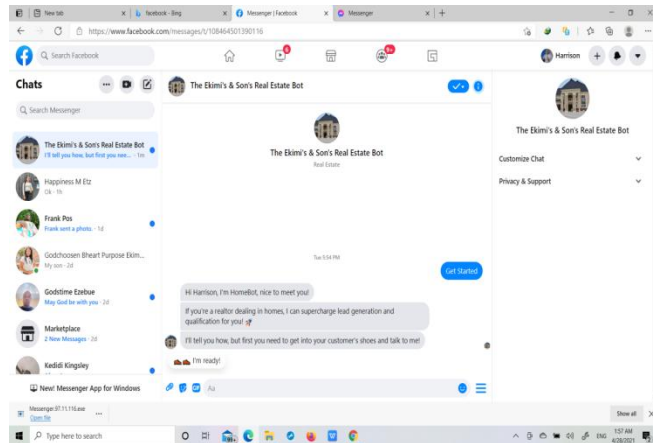 New tab
facebook - Bing
Messenger | Facebook
Messenger
https://www.facebook.com/messages/t/108464501390116
Search Facebook
Harrison
Chats
The Ekimi's & Son's Real Estate Bot
Search Messenger
The Ekimi's & Son's Real Estate Bot
I'll tell you how, but first you nee... · 1m
Happiness M Etz
Ok · 1h
Frank Pos
Frank sent a photo. · 1d
Godchoosen Bheart Purpose Ekim...
My son · 2d
Godstime Ezebue
May God be with you · 2d
Marketplace
2 New Messages · 2d
Kedidi Kingsley
New! Messenger App for Windows
The Ekimi's & Son's Real Estate Bot
Real Estate
Tue 9:54 PM
Get Started
Hi Harrison, I'm HomeBot, nice to meet you!
If you're a realtor dealing in homes, I can supercharge lead generation and
qualification for you! 🚀
I'll tell you how, but first you need to get into your customer's shoes and talk to me!
👞👞 I'm ready!
GIF
Aa
The Ekimi's & Son's Real Estate Bot
Customize Chat
Privacy & Support
Messenger.97.11.116.exe
Open file
Show all
Type here to search
99+
ENG
1:57 AM
4/28/2021